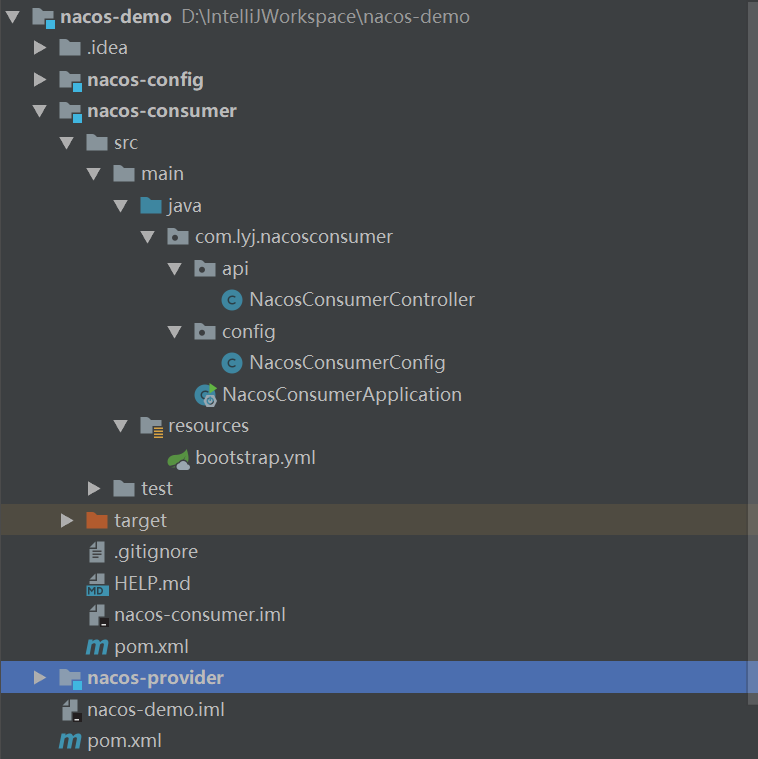 nacos-demo D:\IntelliJWorkspace\nacos-demo
.idea
nacos-config
nacos-consumer
src
main
java
com.lyj.nacosconsumer
api
C NacosConsumerController
config
C NacosConsumerConfig
C NacosConsumerApplication
resources
bootstrap.yml
test
target
.gitignore
MD HELP.md
nacos-consumer.iml
m pom.xml
nacos-provider
nacos-demo.iml
m pom.xml